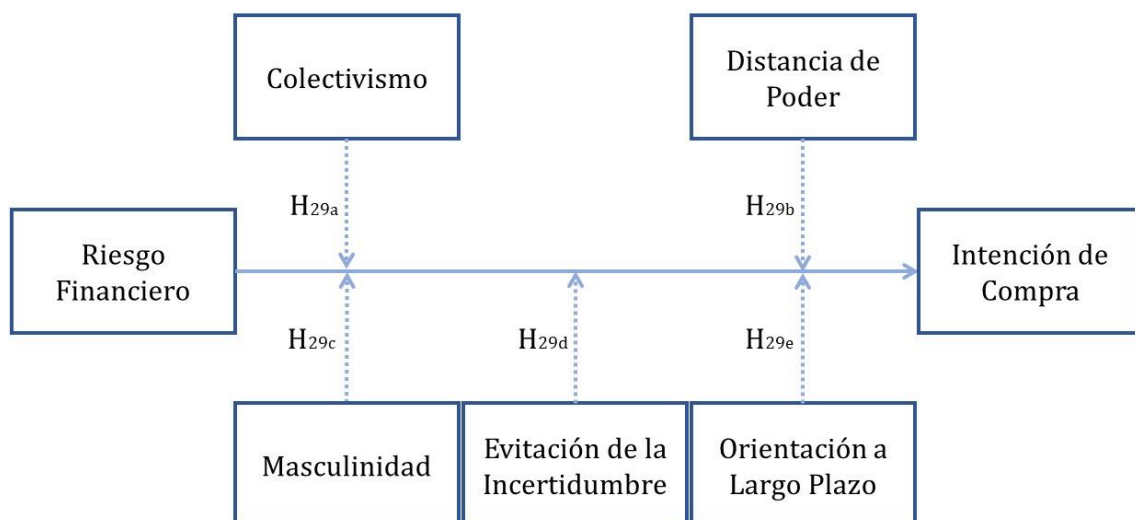 Colectivismo
Distancia de
Poder
H29a
H29b
Riesgo
Financiero
Intención de
Compra
H29c
H29d
H29e
Masculinidad
Evitación de la
Incertidumbre
Orientación a
Largo Plazo